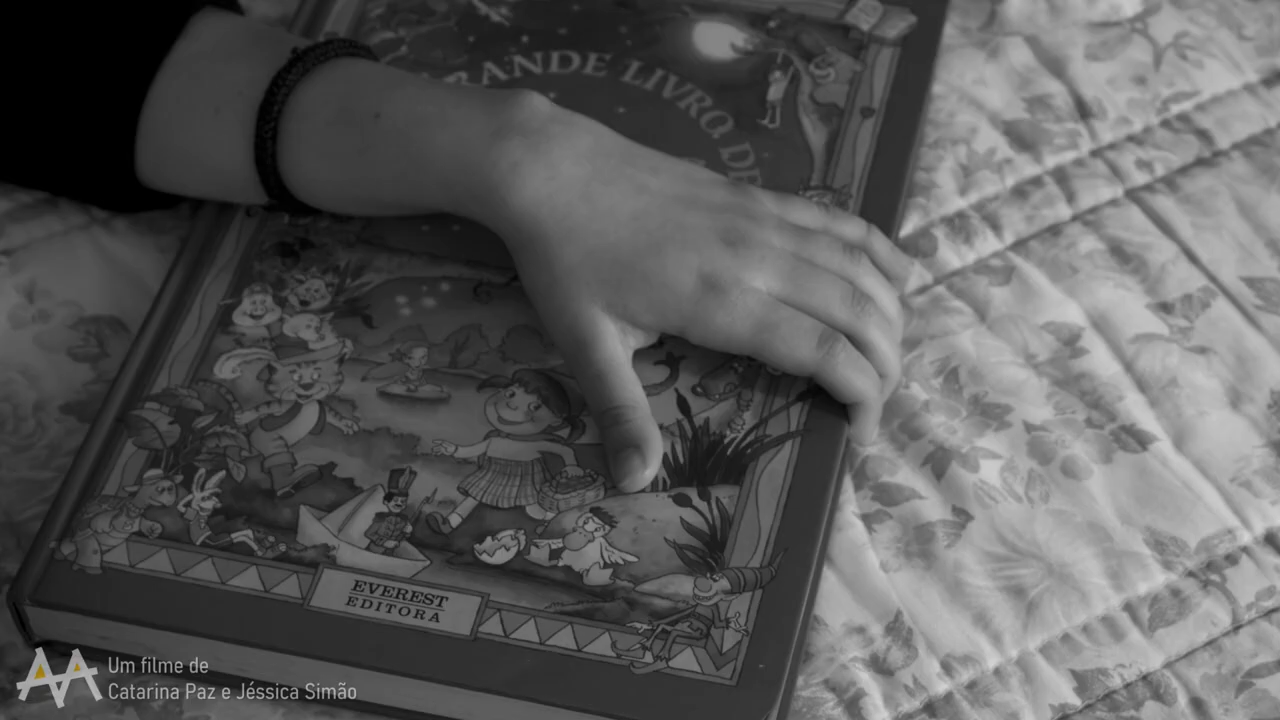 GRANDE LIVRO DE
EVEREST
EDITORA
Um filme de
Catarina Paz e Jéssica Simão